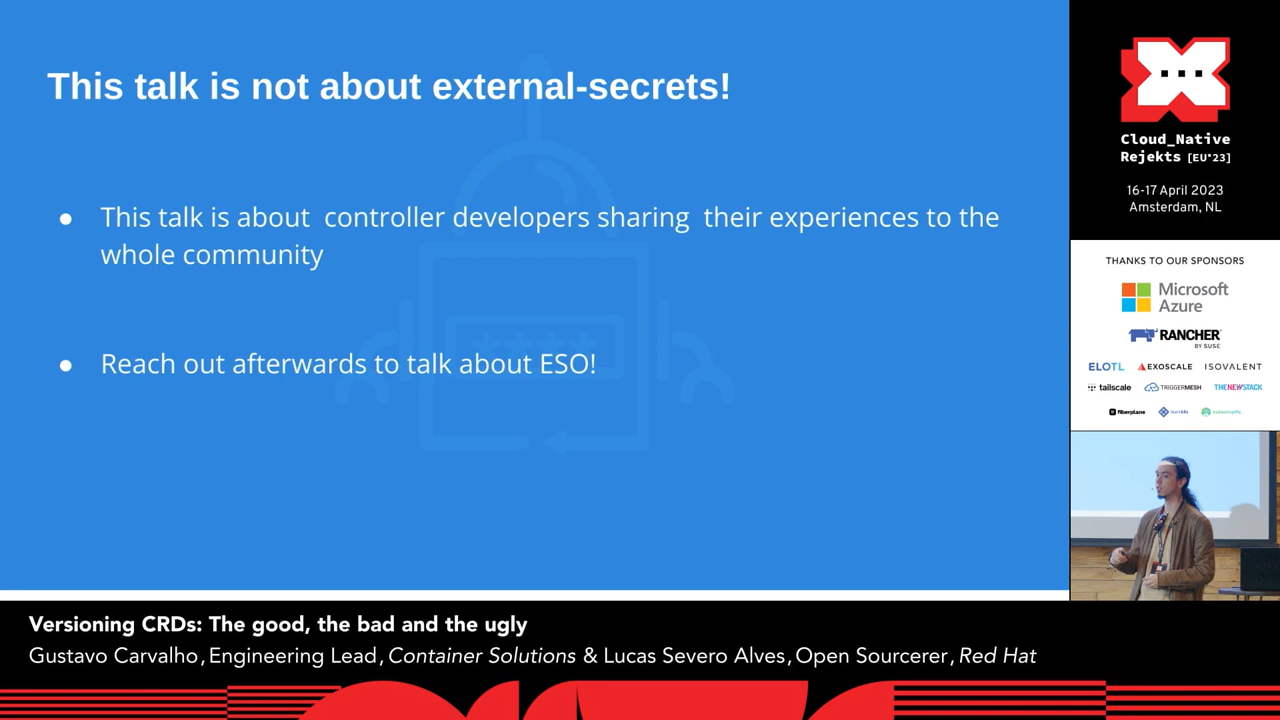 This talk is not about external-secrets!
● This talk is about  controller developers sharing  their experiences to the
whole community
● Reach out afterwards to talk about ESO!
Cloud_Native
Rejekts [EU'23]
16-17 April 2023
Amsterdam, NL
THANKS TO OUR SPONSORS
Microsoft
Azure
RANCHER
BY SUSE
ELOTL EXOSCALE ISOVALENT
tailscale TRIGGERMESH THENEWSTACK
fiberplane kubesimplify
Versioning CRDs: The good, the bad and the ugly
Gustavo Carvalho, Engineering Lead, Container Solutions & Lucas Severo Alves, Open Sourcerer, Red Hat